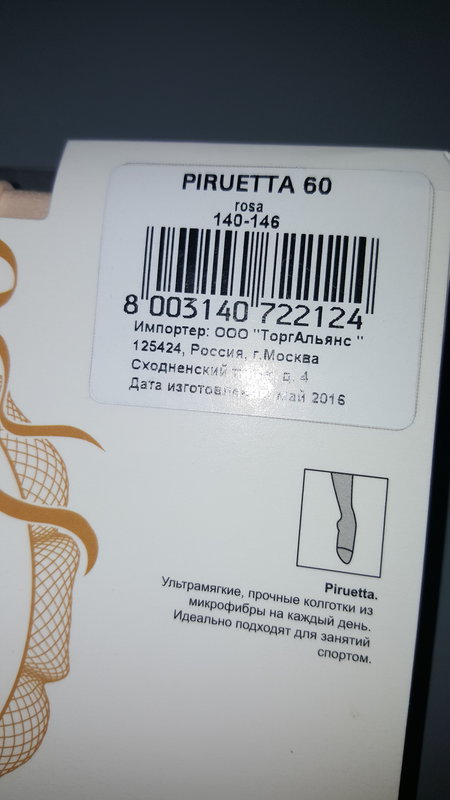 PIRUETTA 60
rosa
140-146
8 003140 722124
Импортер: ООО "ТоргАльянс "
125424, Россия, г.Москва
Сходненский д. 4
Дата май 2016
Piruetta.
Ультрамягкие, прочные колготки из
микрофибры на каждый день.
Идеально подходят для занятий
спортом.